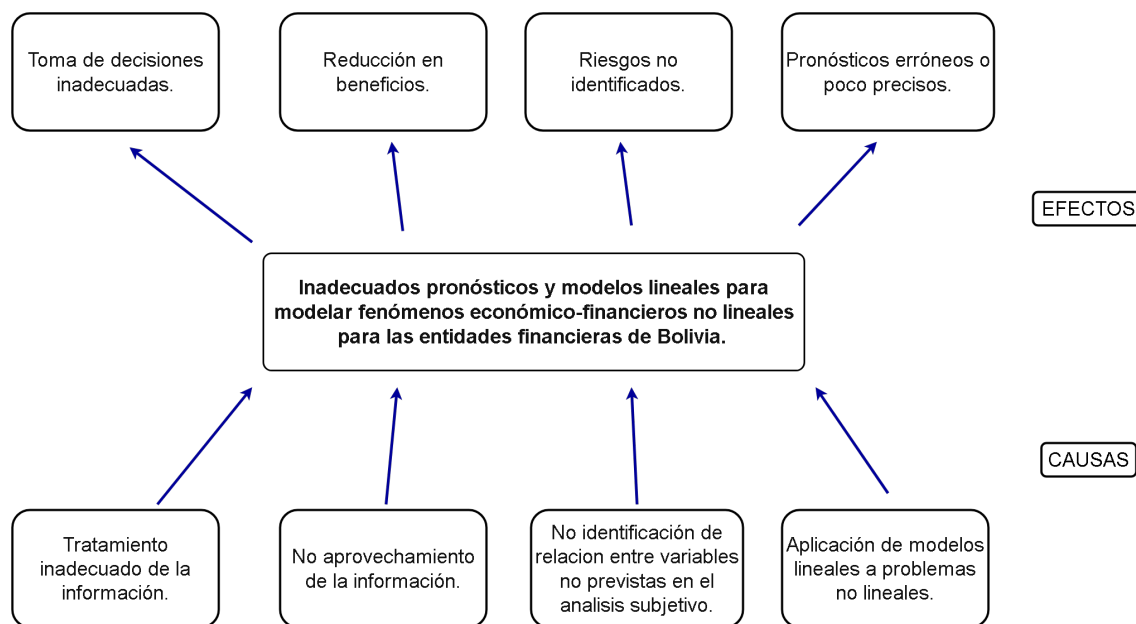 Toma de decisiones
inadecuadas.
Reducción en
beneficios.
Riesgos no
identificados.
Pronósticos erróneos o
poco precisos.
EFECTOS
Inadecuados pronósticos y modelos lineales para
modelar fenómenos económico-financieros no lineales
para las entidades financieras de Bolivia.
CAUSAS
Tratamiento
inadecuado de la
información.
No aprovechamiento
de la información.
No identificación de
relacion entre variables
no previstas en el
analisis subjetivo.
Aplicación de modelos
lineales a problemas
no lineales.